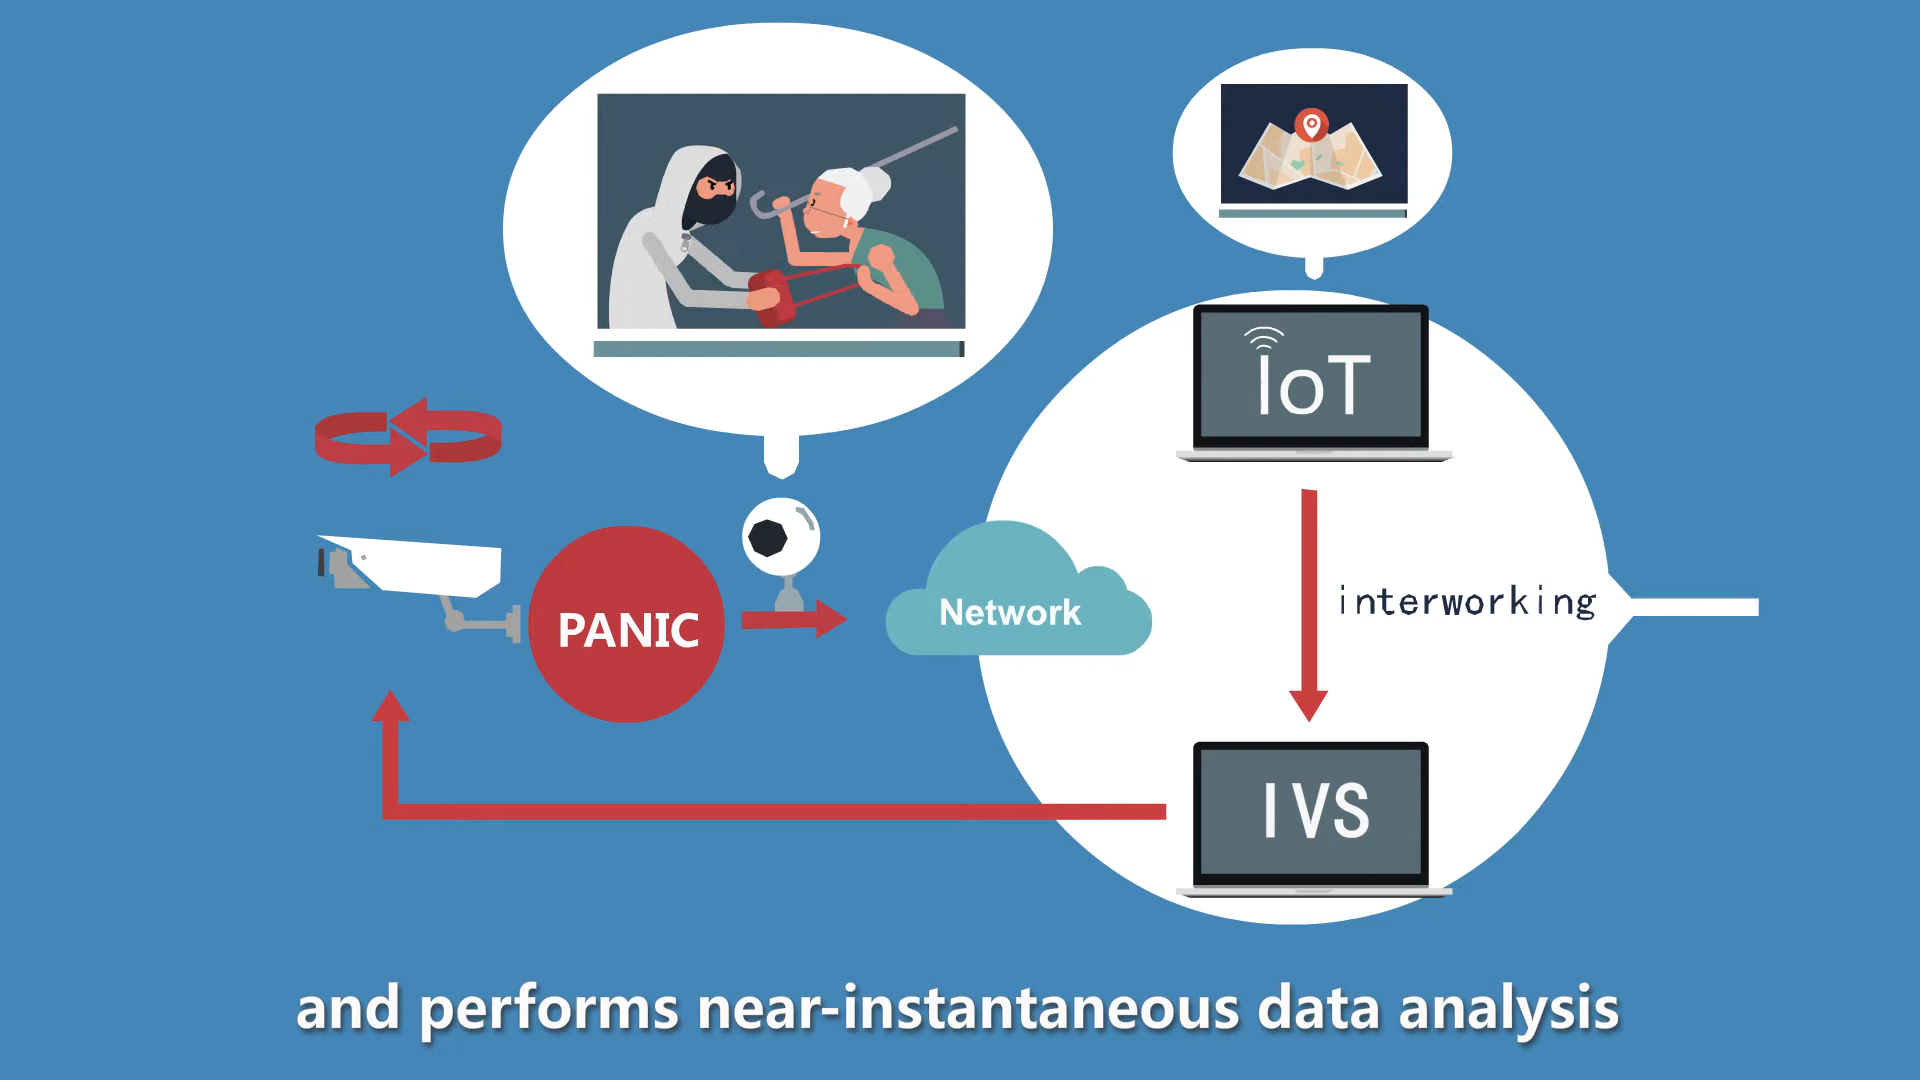 IoT
PANIC
Network
interworking
IVS
and performs near-instantaneous data analysis